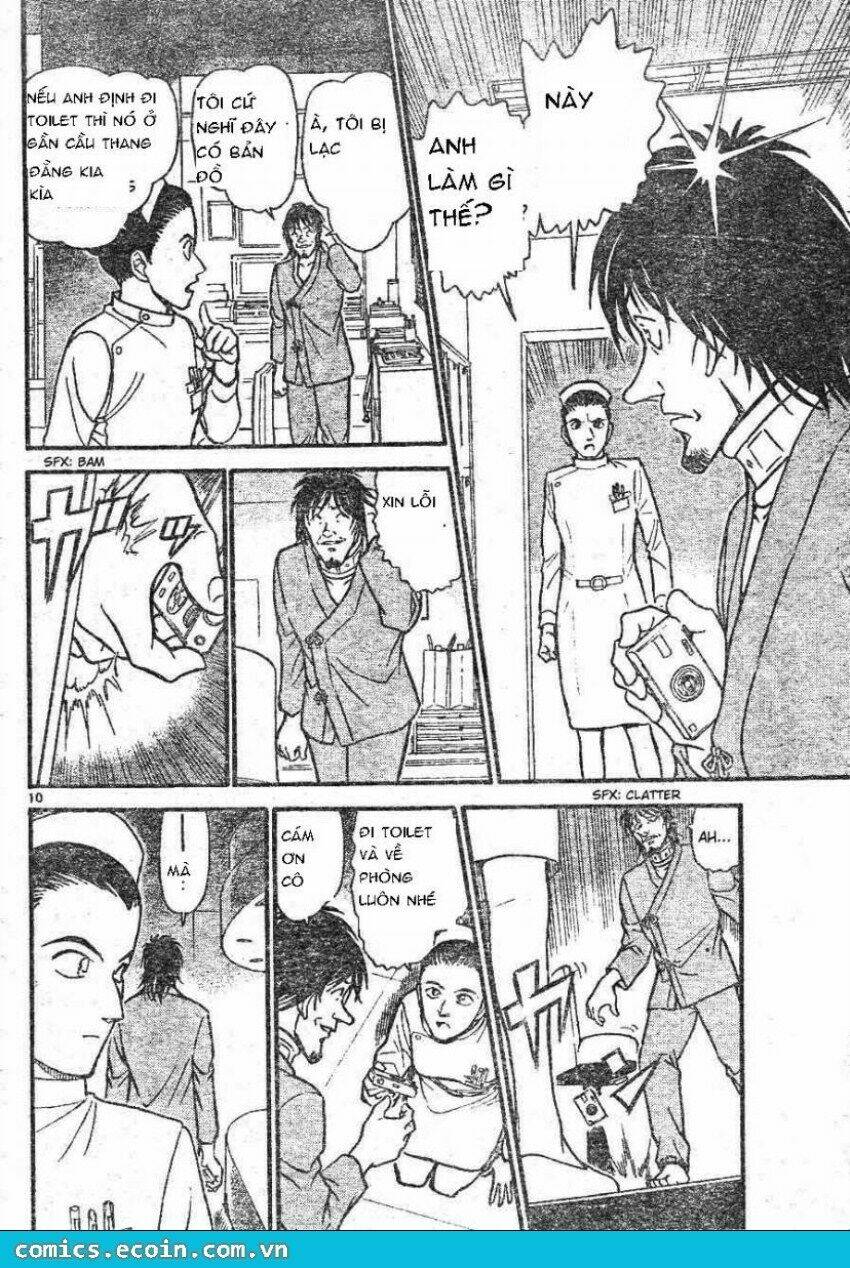 NÀY
ANH
LÀM GÌ
THẾ?
À, TÔI BỊ
LẠC
TÔI CỨ
NGHĨ ĐÂY
CÓ BẢN
ĐỒ
NẾU ANH ĐỊNH ĐI
TOILET THÌ NÓ Ở
GẦN CẦU THANG
ĐẰNG KIA
KÌA
SFX: BAM
XIN LỖI
10
SFX: CLATTER
AH...
ĐI TOILET
VÀ VỀ
PHÒNG
LUÔN NHÉ
CÁM
ƠN
CÔ
MÀ
comics.ecoin.com.vn